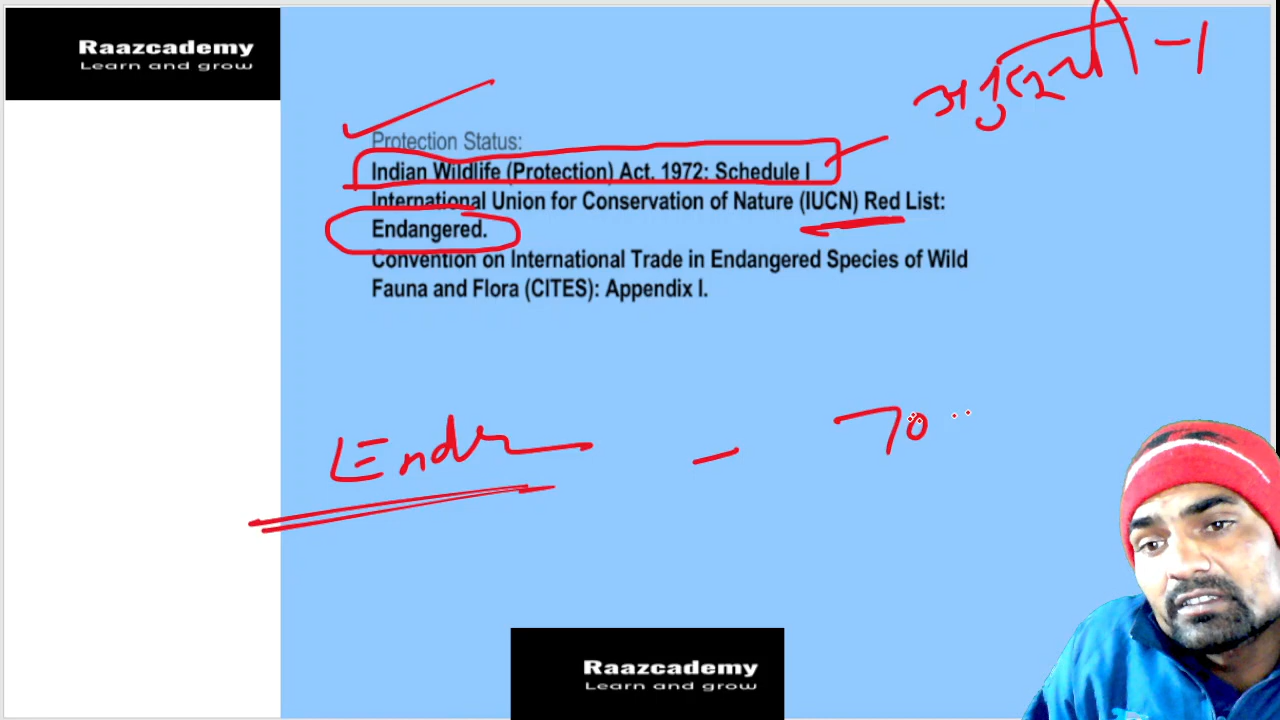 Raazcademy
Learn and grow
अनुसूची -1
Protection Status:
Indian Wildlife (Protection) Act, 1972: Schedule I
International Union for Conservation of Nature (IUCN) Red List:
Endangered.
Convention on International Trade in Endangered Species of Wild
Fauna and Flora (CITES): Appendix I.
- 70
Raazcademy
Learn and grow